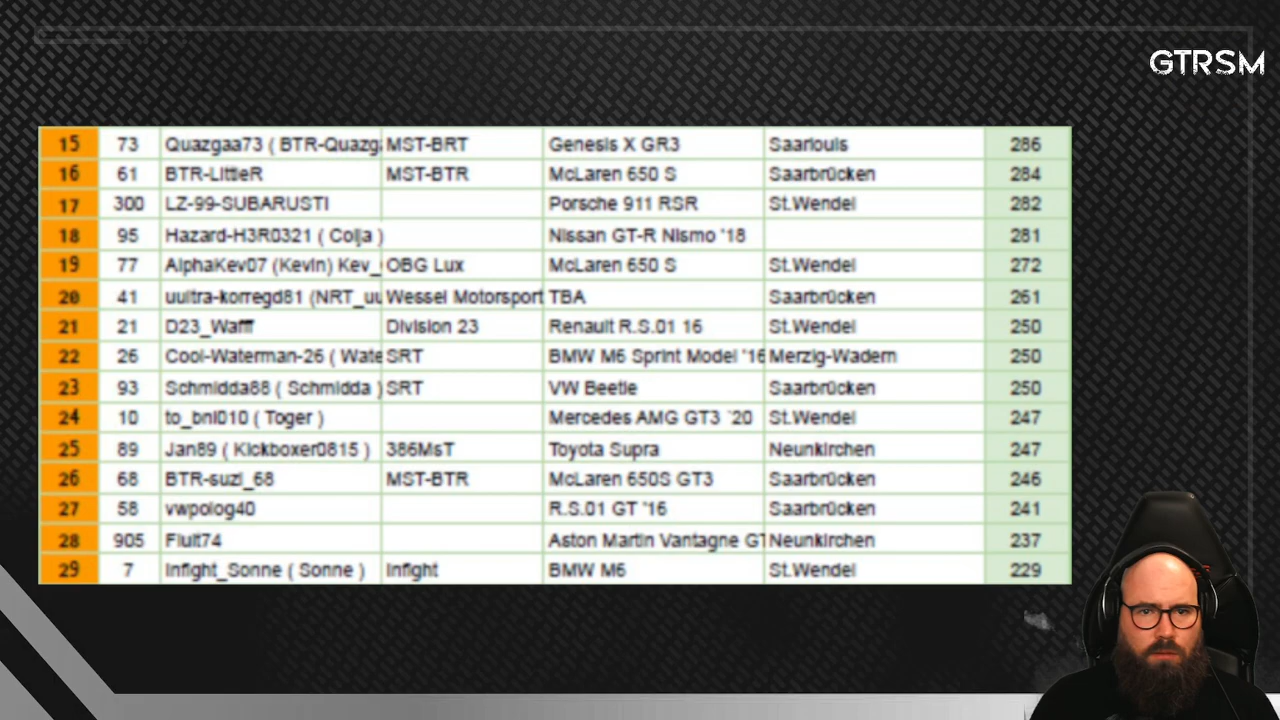 GTRSM
15 73 Quazgaa73 ( BTR-Quazga MST-BRT Genesis X GR3 Saarlouis 286
16 61 BTR-LittleR MST-BTR McLaren 650 S Saarbrücken 284
17 300 LZ-99-SUBARUSTI Porsche 911 RSR St.Wendel 282
18 95 Hazard-H3R0321 ( Colja ) Nissan GT-R Nismo '18 281
19 77 AlphaKev07 (Kevin) Kev_ OBG Lux McLaren 650 S St.Wendel 272
20 41 uultra-korregd81 (NRT_uu Wessel Motorsport TBA Saarbrücken 261
21 21 D23_Wafff Division 23 Renault R.S.01 16 St.Wendel 250
22 26 Cool-Waterman-26 ( Wate SRT BMW M6 Sprint Model '16 Merzig-Wadern 250
23 93 Schmidda88 ( Schmidda ) SRT VW Beetle Saarbrücken 250
24 10 to_bnl010 ( Toger ) Mercedes AMG GT3 `20 St.Wendel 247
25 89 Jan89 ( Kickboxer0815 ) 386MsT Toyota Supra Neunkirchen 247
26 68 BTR-suzi_68 MST-BTR McLaren 650S GT3 Saarbrücken 246
27 58 vwpolog40 R.S.01 GT '16 Saarbrücken 241
28 905 Fluit74 Aston Martin Vantagne GT Neunkirchen 237
29 7 Infight_Sonne ( Sonne ) Infight BMW M6 St.Wendel 229